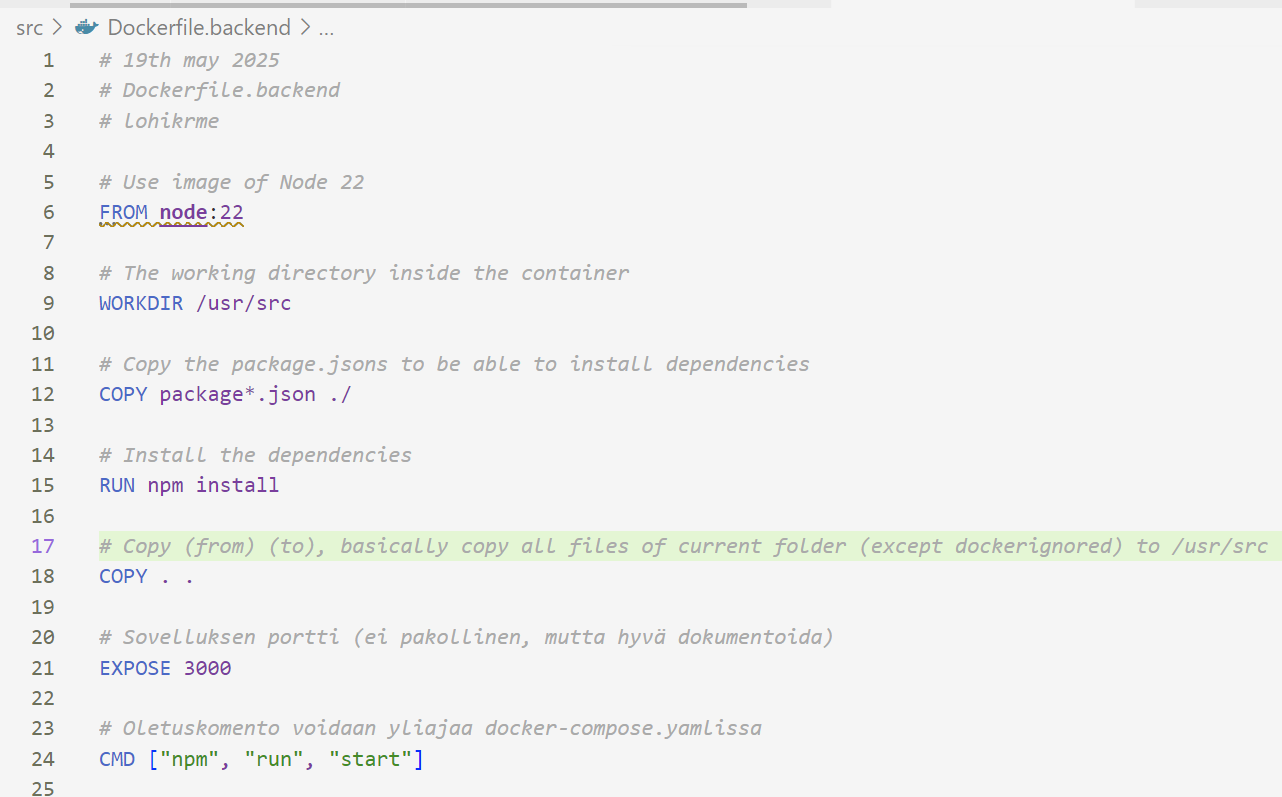 src > Dockerfile.backend > ...
1 # 19th may 2025
2 # Dockerfile.backend
3 # lohikrme
4
5 # Use image of Node 22
6 FROM node:22
7
8 # The working directory inside the container
9 WORKDIR /usr/src
10
11 # Copy the package.jsons to be able to install dependencies
12 COPY package*.json ./
13
14 # Install the dependencies
15 RUN npm install
16
17 # Copy (from) (to), basically copy all files of current folder (except dockerignored) to /usr/src
18 COPY . .
19
20 # Sovelluksen portti (ei pakollinen, mutta hyvä dokumentoida)
21 EXPOSE 3000
22
23 # Oletuskomento voidaan yliajaa docker-compose.yamlissa
24 CMD ["npm", "run", "start"]
25